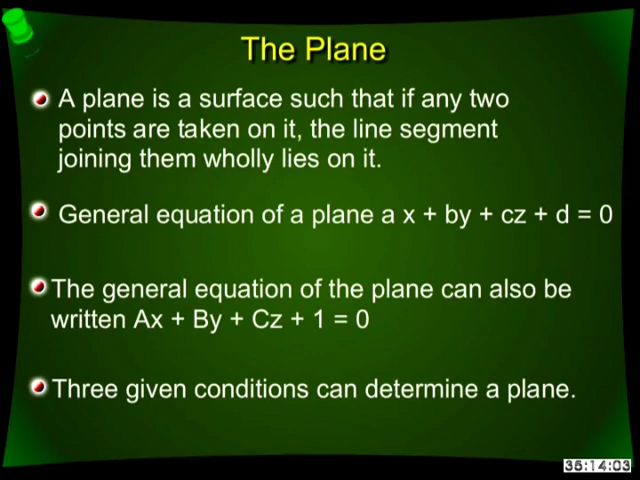 The Plane
A plane is a surface such that if any two
points are taken on it, the line segment
joining them wholly lies on it.
General equation of a plane a x + by + cz + d = 0
The general equation of the plane can also be
written Ax + By + Cz + 1 = 0
Three given conditions can determine a plane.
35:14:03